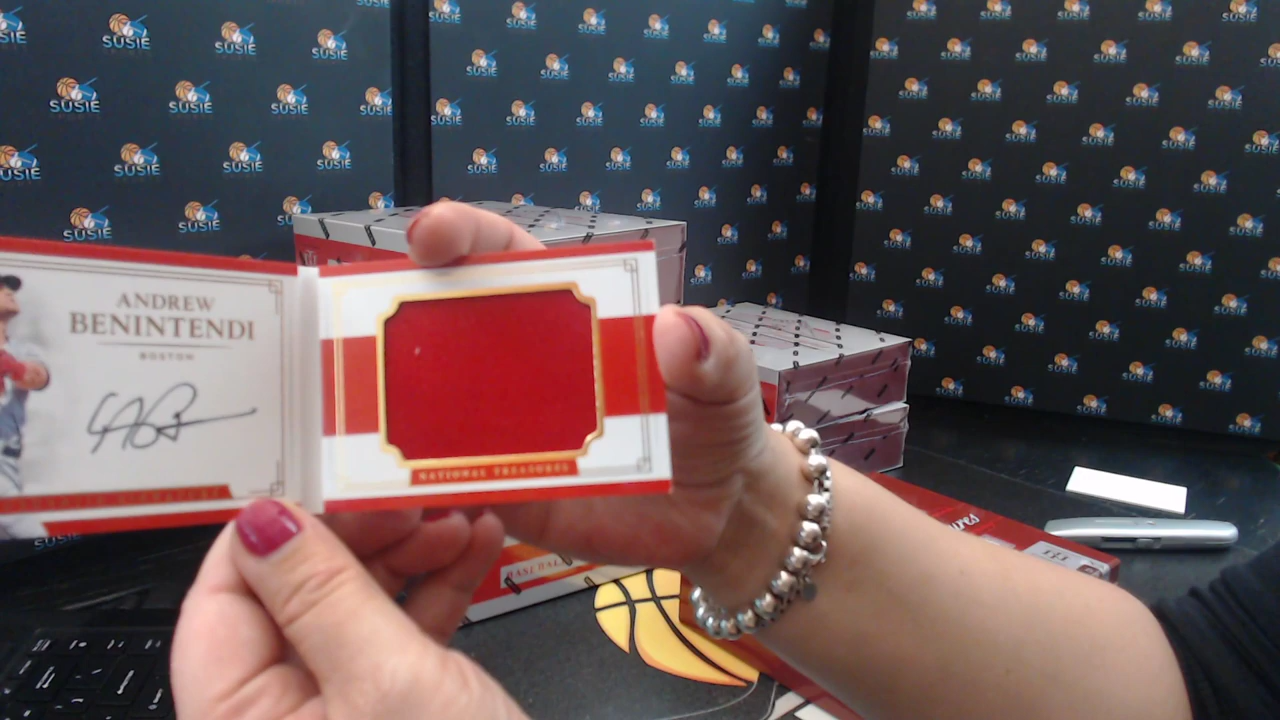 SUSIE
ANDREW
BENINTENDI
BOSTON
NATIONAL TREASURES
BASEBALL